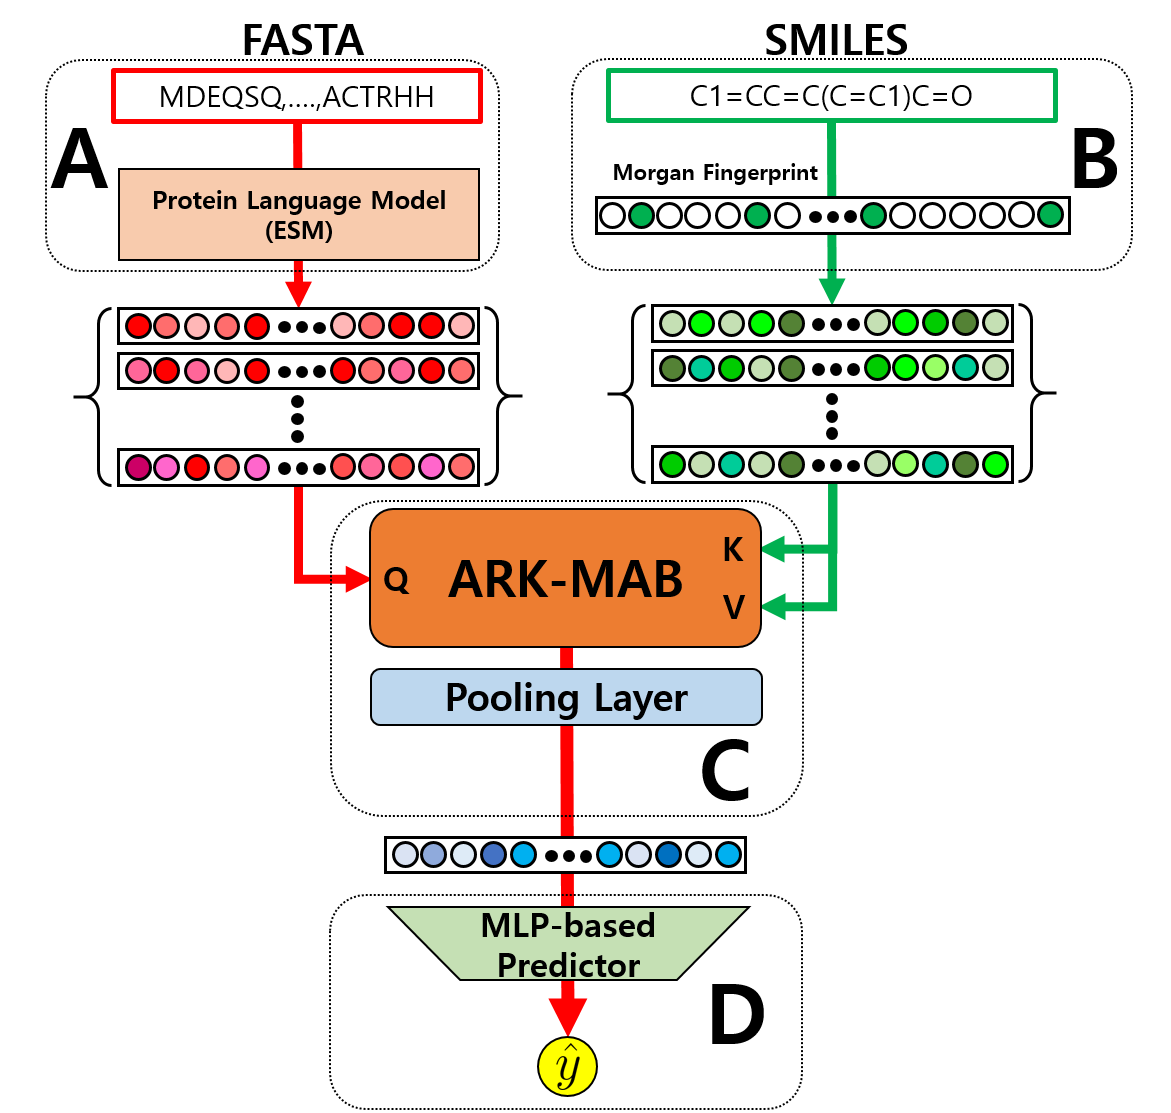 FASTA
MDEQSQ,....,ACTRHH
A
Protein Language Model
(ESM)
SMILES
C1=CC=C(C=C1)C=O
B
Morgan Fingerprint
Q
ARK-MAB
K
V
Pooling Layer
C
MLP-based
Predictor
D
ŷ